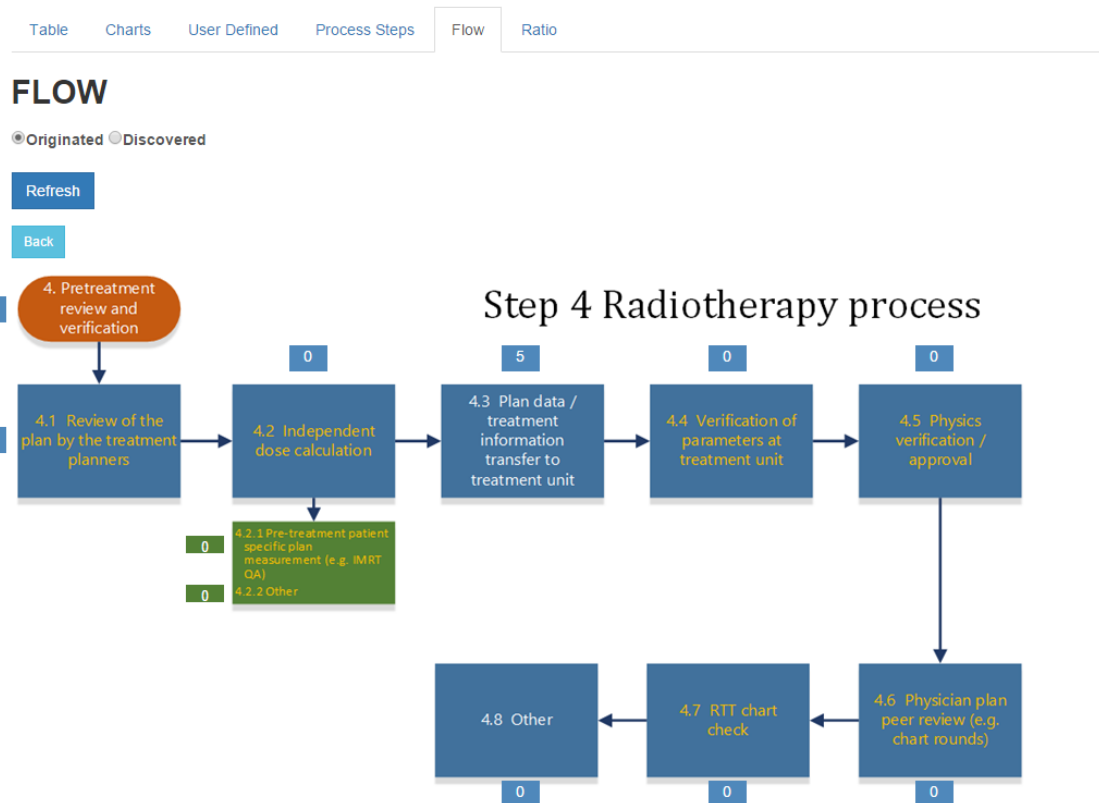 Table Charts User Defined Process Steps Flow Ratio
FLOW
Originated Discovered
Refresh
Back
4. Pretreatment
review and
verification
Step 4 Radiotherapy process
0 5 0 0
4.1 Review of the
plan by the treatment
planners
4.2 Independent
dose calculation
4.3 Plan data /
treatment
information
transfer to
treatment unit
4.4 Verification of
parameters at
treatment unit
4.5 Physics
verification /
approval
0
4.2.1 Pre-treatment patient
specific plan
measurement (e.g. IMRT
QA)
0
4.2.2 Other
4.8 Other
4.7 RTT chart
check
4.6 Physician plan
peer review (e.g.
chart rounds)
0 0 0